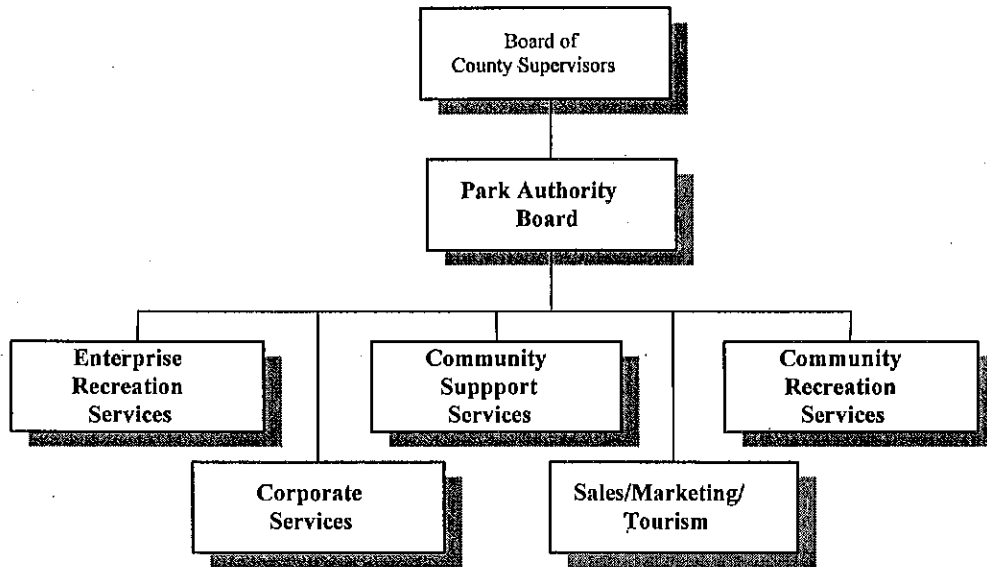 Board of
County Supervisors
Park Authority
Board
Enterprise
Recreation
Services
Community
Suppport
Services
Community
Recreation
Services
Corporate
Services
Sales/Marketing/
Tourism